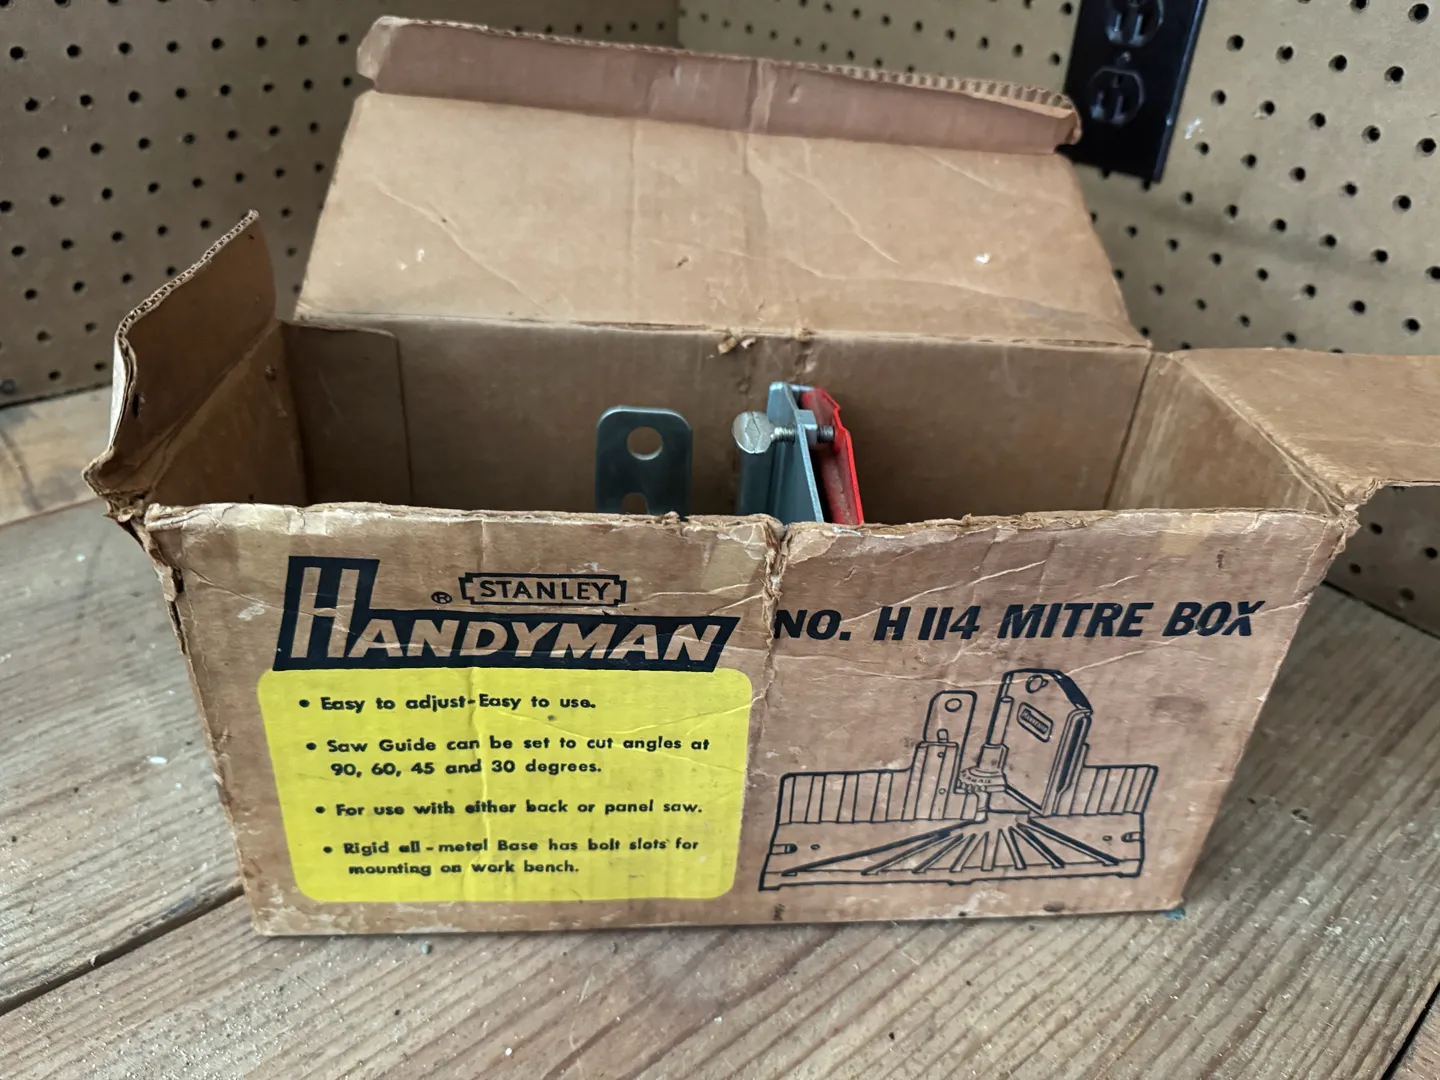 ® STANLEY
HANDYMAN
• Easy to adjust-Easy to use.
• Saw Guide can be set to cut angles at
90, 60, 45 and 30 degrees.
• For use with either back or panel saw.
• Rigid all-metal Base has bolt slots for
mounting on work bench.
NO. H 114 MITRE BOX